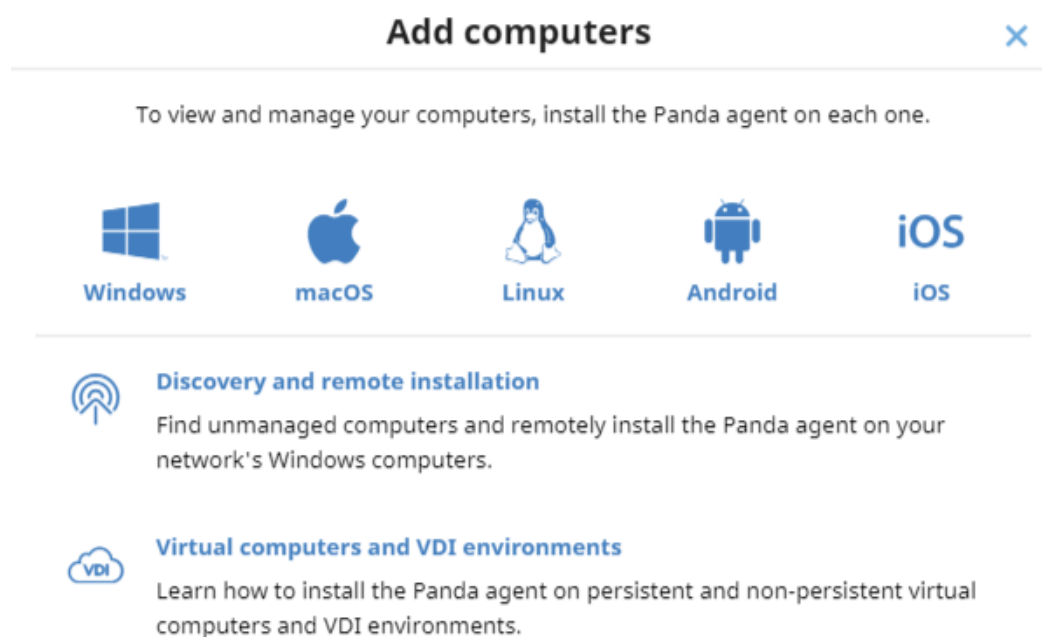 Add computers
To view and manage your computers, install the Panda agent on each one.
iOS
Windows
macOS
Linux
Android
iOS
Discovery and remote installation
Find unmanaged computers and remotely install the Panda agent on your
network's Windows computers.
Virtual computers and VDI environments
VDI
Learn how to install the Panda agent on persistent and non-persistent virtual
computers and VDI environments.